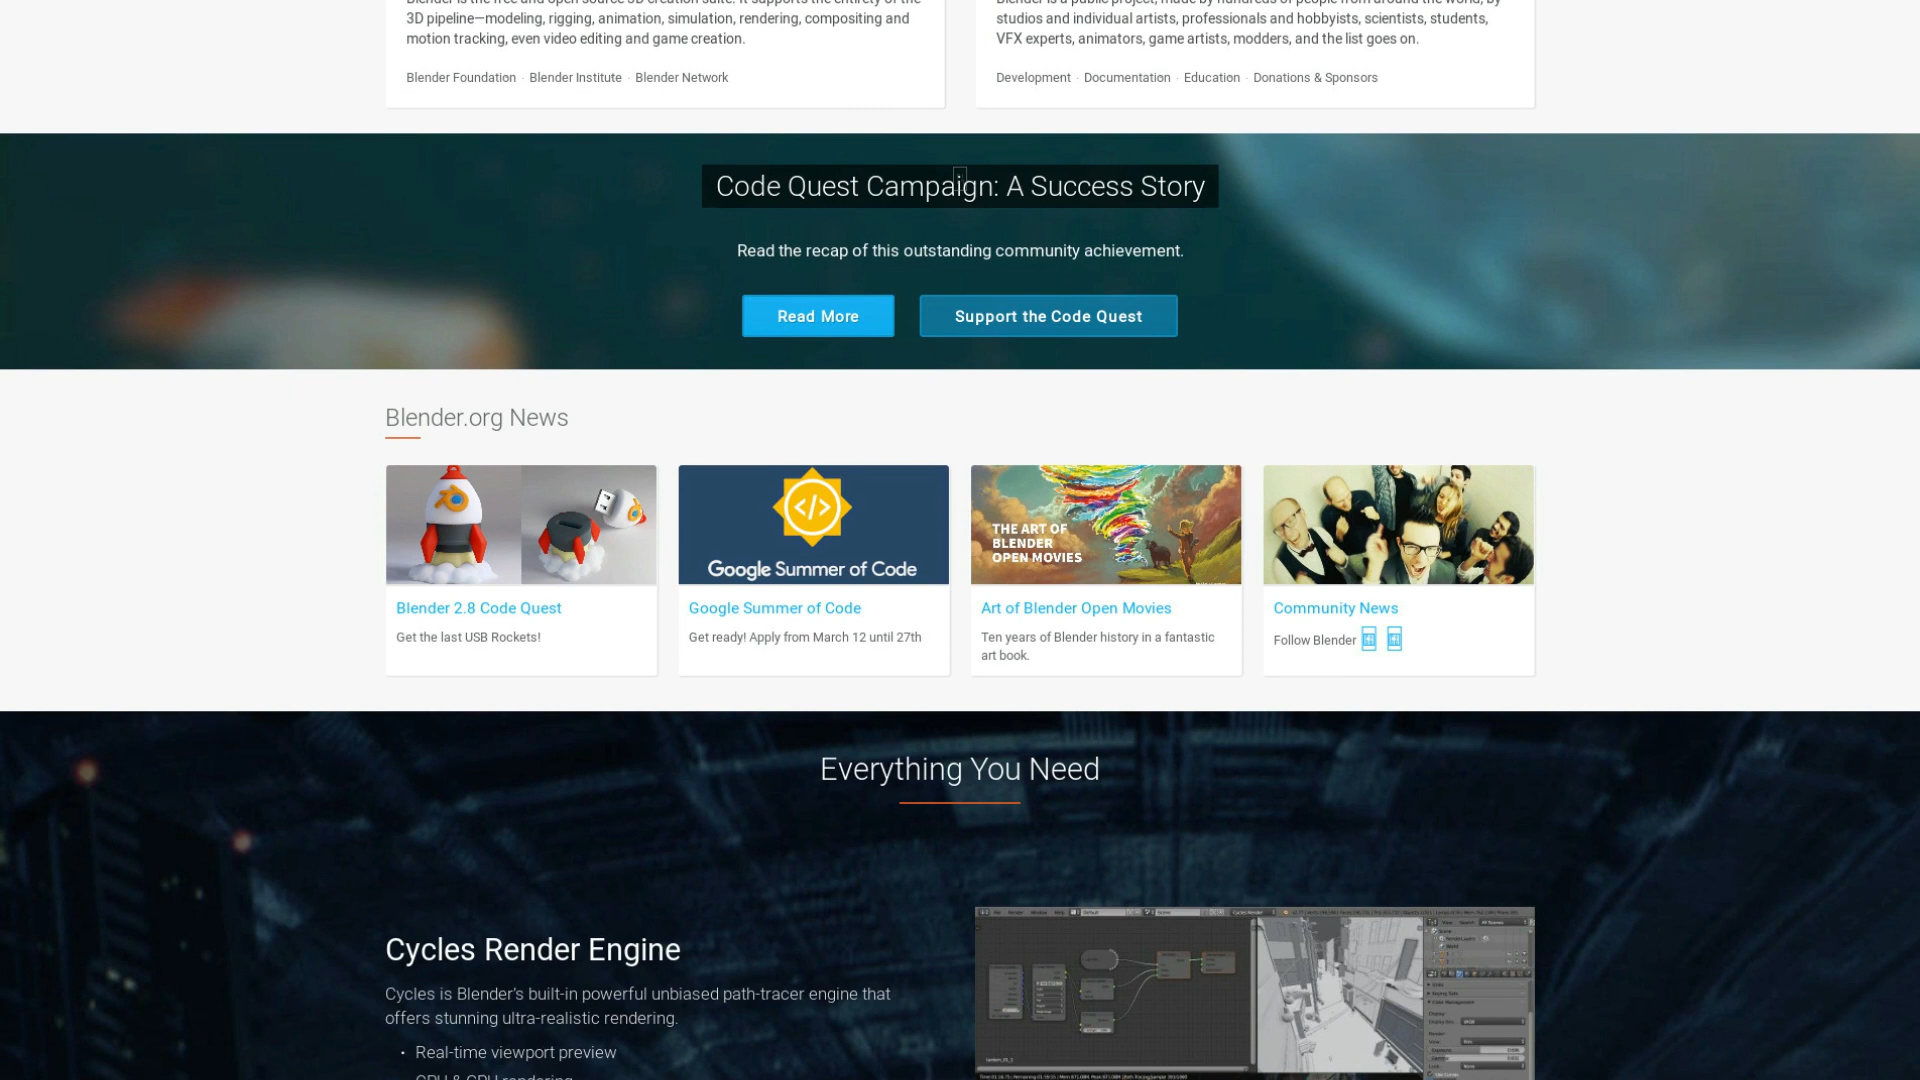 3D pipeline—modeling, rigging, animation, simulation, rendering, compositing and
motion tracking, even video editing and game creation.
Blender Foundation · Blender Institute · Blender Network
studios and individual artists, professionals and hobbyists, scientists, students,
VFX experts, animators, game artists, modders, and the list goes on.
Development · Documentation · Education · Donations & Sponsors
Code Quest Campaign: A Success Story
Read the recap of this outstanding community achievement.
Read More
Support the Code Quest
Blender.org News
Google Summer of Code
THE ART OF
BLENDER
OPEN MOVIES
Blender 2.8 Code Quest
Get the last USB Rockets!
Google Summer of Code
Get ready! Apply from March 12 until 27th
Art of Blender Open Movies
Ten years of Blender history in a fantastic
art book.
Community News
Follow Blender
Everything You Need
Cycles Render Engine
Cycles is Blender's built-in powerful unbiased path-tracer engine that
offers stunning ultra-realistic rendering.
• Real-time viewport preview